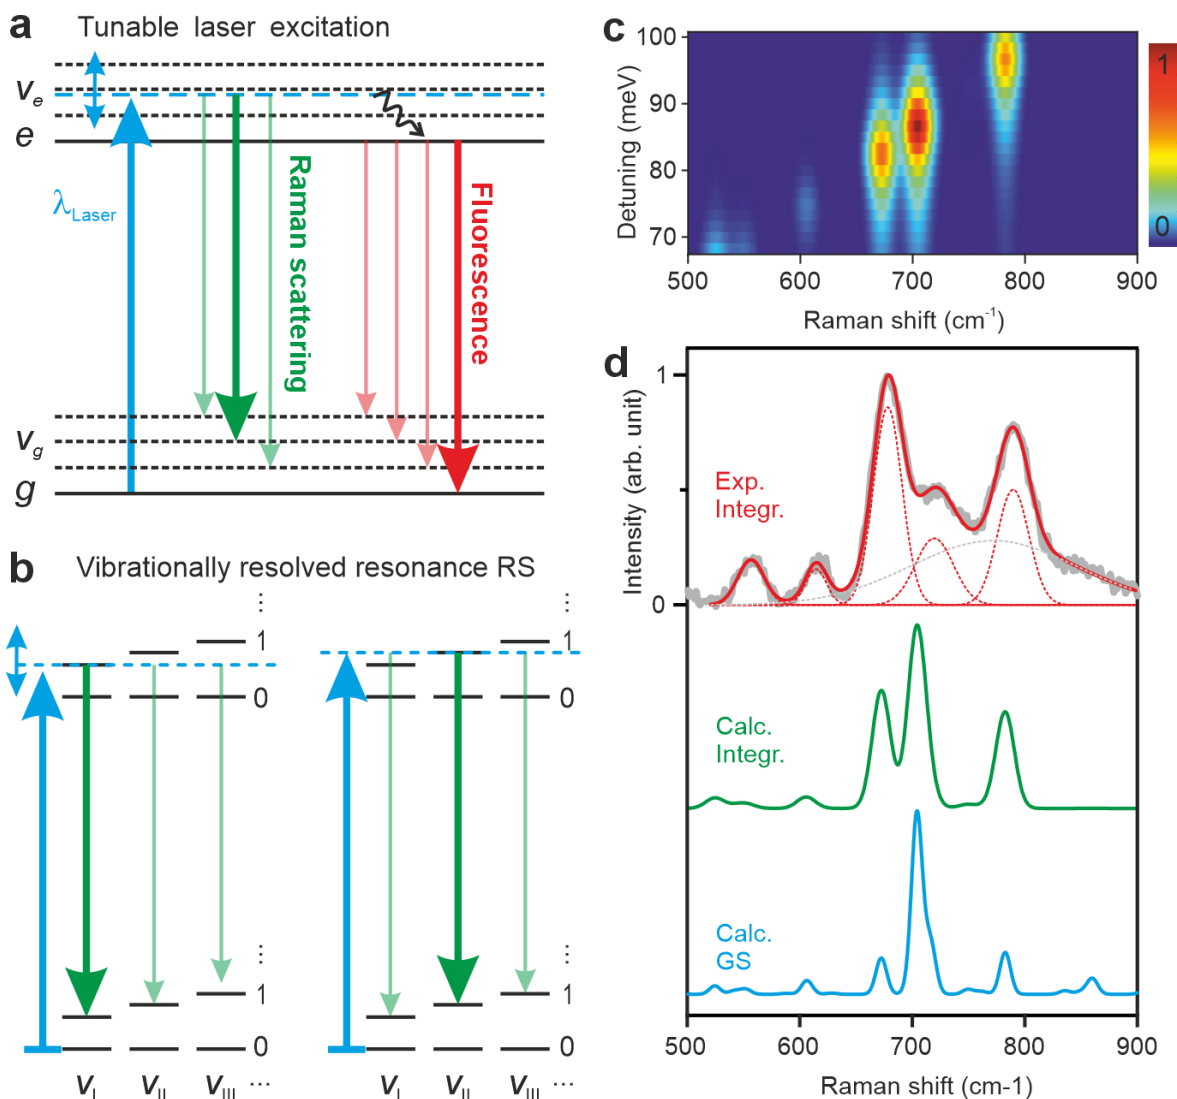 a Tunable laser excitation
v_e
e
λ_Laser
Raman scattering
Fluorescence
v_g
g
b Vibrationally resolved resonance RS
⋮ ⋮
1 1
0 0
⋮ ⋮
1 1
0 0
v_I v_II v_III ··· v_I v_II v_III ···
c
100
90
80
70
Detuning (meV)
500 600 700 800 900
Raman shift (cm⁻¹)
1
0
d
1
0
Intensity (arb. unit)
Exp.
Integr.
Calc.
Integr.
Calc.
GS
500 600 700 800 900
Raman shift (cm-1)